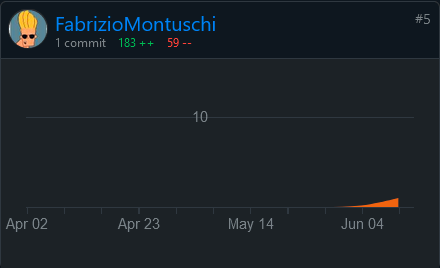 FabrizioMontuschi
#5
1 commit 183 ++ 59 --
10
Apr 02 Apr 23 May 14 Jun 04